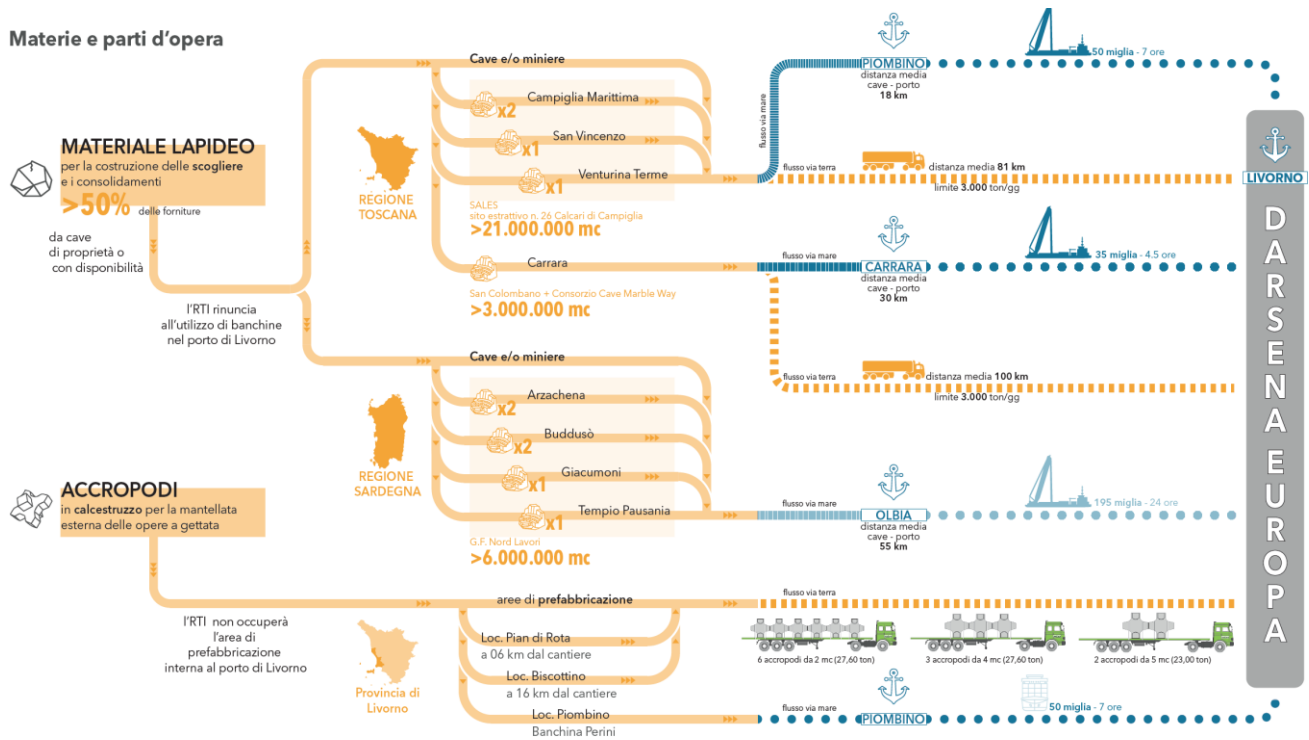 Materie e parti d'opera
MATERIALE LAPIDEO
per la costruzione delle scogliere
e i consolidamenti
>50% delle forniture
da cave
di proprietà o
con disponibilità
l'RTI rinuncia
all'utilizzo di banchine
nel porto di Livorno
REGIONE
TOSCANA
Cave e/o miniere
x2 Campiglia Marittima
x1 San Vincenzo
x1 Venturina Terme
SALES
sito estrattivo n. 26 Calcari di Campiglia
>21.000.000 mc
Carrara
San Colombano + Consorzio Cave Marble Way
>3.000.000 mc
flusso via mare
PIOMBINO
distanza media
cave - porto
18 km
50 miglia - 7 ore
flusso via terra
distanza media 81 km
limite 3.000 ton/gg
flusso via mare
CARRARA
distanza media
cave - porto
30 km
35 miglia - 4.5 ore
flusso via terra
distanza media 100 km
limite 3.000 ton/gg
REGIONE
SARDEGNA
Cave e/o miniere
x2 Arzachena
x2 Buddusò
x1 Giacumoni
x1 Tempio Pausania
G.F. Nord Lavori
>6.000.000 mc
flusso via mare
OLBIA
distanza media
cave - porto
55 km
195 miglia - 24 ore
ACCROPODI
in calcestruzzo per la mantellata
esterna delle opere a gettata
l'RTI non occuperà
l'area di
prefabbricazione
interna al porto di Livorno
Provincia di
Livorno
aree di prefabbricazione
Loc. Pian di Rota
a 06 km dal cantiere
Loc. Biscottino
a 16 km dal cantiere
Loc. Piombino
Banchina Perini
flusso via terra
6 accropodi da 2 mc (27,60 ton)
3 accropodi da 4 mc (27,60 ton)
2 accropodi da 5 mc (23,00 ton)
flusso via mare
PIOMBINO
50 miglia - 7 ore
LIVORNO
DARSENA EUROPA